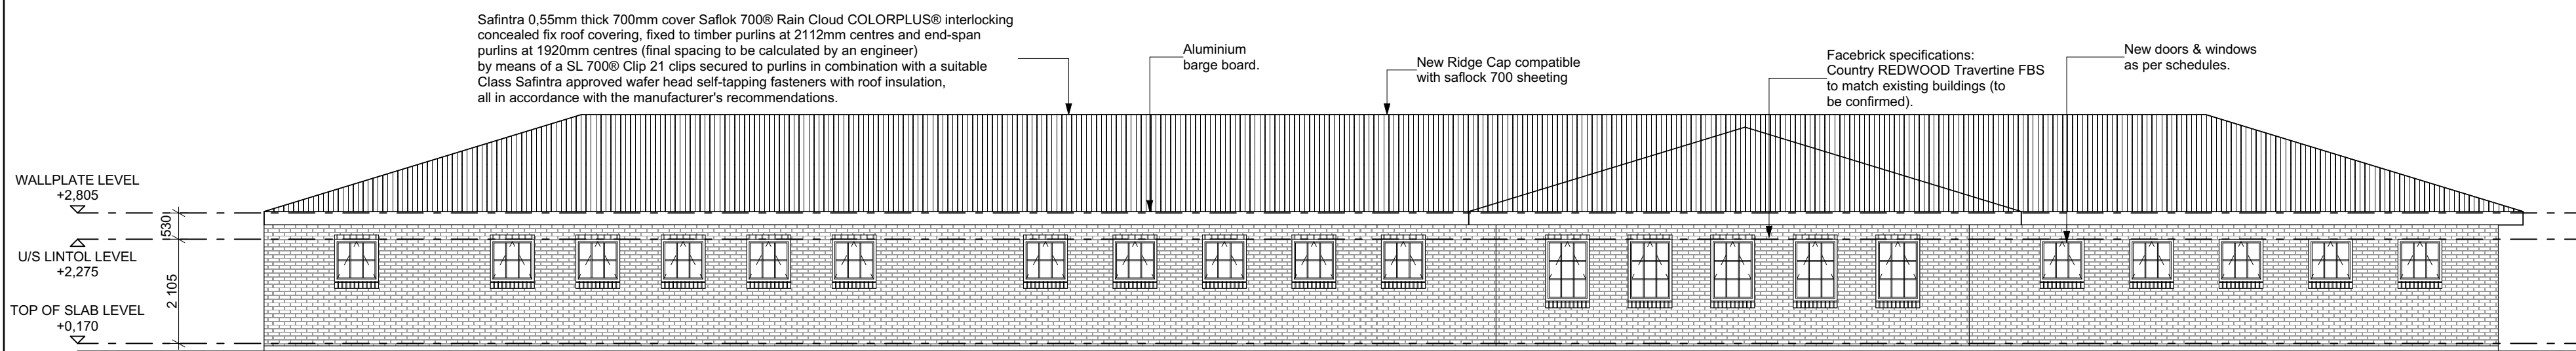 Safintra 0,55mm thick 700mm cover Saflok 700® Rain Cloud COLORPLUS® interlocking
concealed fix roof covering, fixed to timber purlins at 2112mm centres and end-span
purlins at 1920mm centres (final spacing to be calculated by an engineer)
by means of a SL 700® Clip 21 clips secured to purlins in combination with a suitable
Class Safintra approved wafer head self-tapping fasteners with roof insulation,
all in accordance with the manufacturer's recommendations.
Aluminium
barge board.
New Ridge Cap compatible
with saflock 700 sheeting
Facebrick specifications:
Country REDWOOD Travertine FBS
to match existing buildings (to
be confirmed).
New doors & windows
as per schedules.
WALLPLATE LEVEL
+2,805
530
U/S LINTOL LEVEL
+2,275
2 105
TOP OF SLAB LEVEL
+0,170